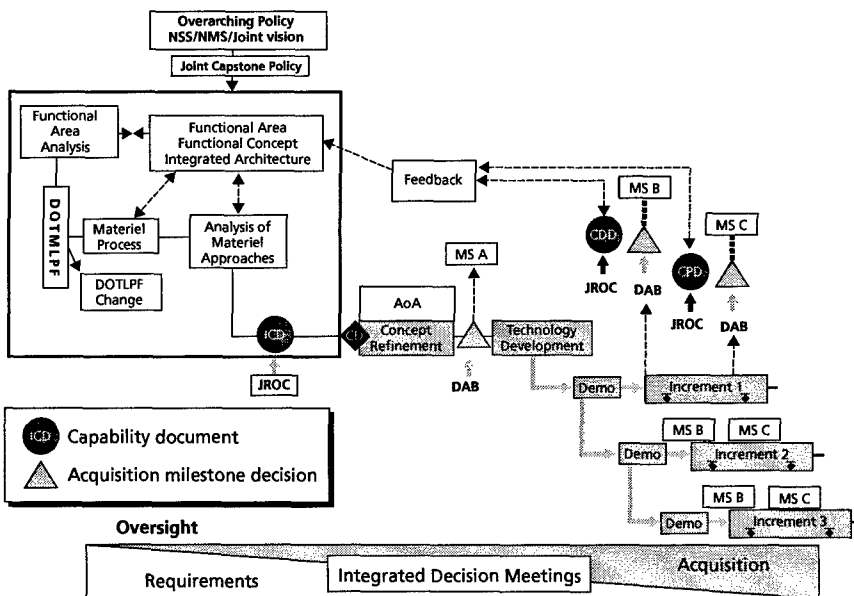 Overarching Policy
NSS/NMS/Joint vision
Joint Capstone Policy
Functional
Area
Analysis
Functional Area
Functional Concept
Integrated Architecture
Feedback
MS B
MS C
DOTMLPF
Materiel
Process
Analysis of
Materiel
Approaches
CDD
DOTLPF
Change
MS A
CPD
JROC
DAB
AoA
JROC
DAB
ICD
CD
Concept
Refinement
Technology
Development
JROC
DAB
Demo
Increment 1
ICD
Capability document
MS B
MS C
Demo
Increment 2
Acquisition milestone decision
MS B
MS C
Demo
Increment 3
Oversight
Requirements
Integrated Decision Meetings
Acquisition